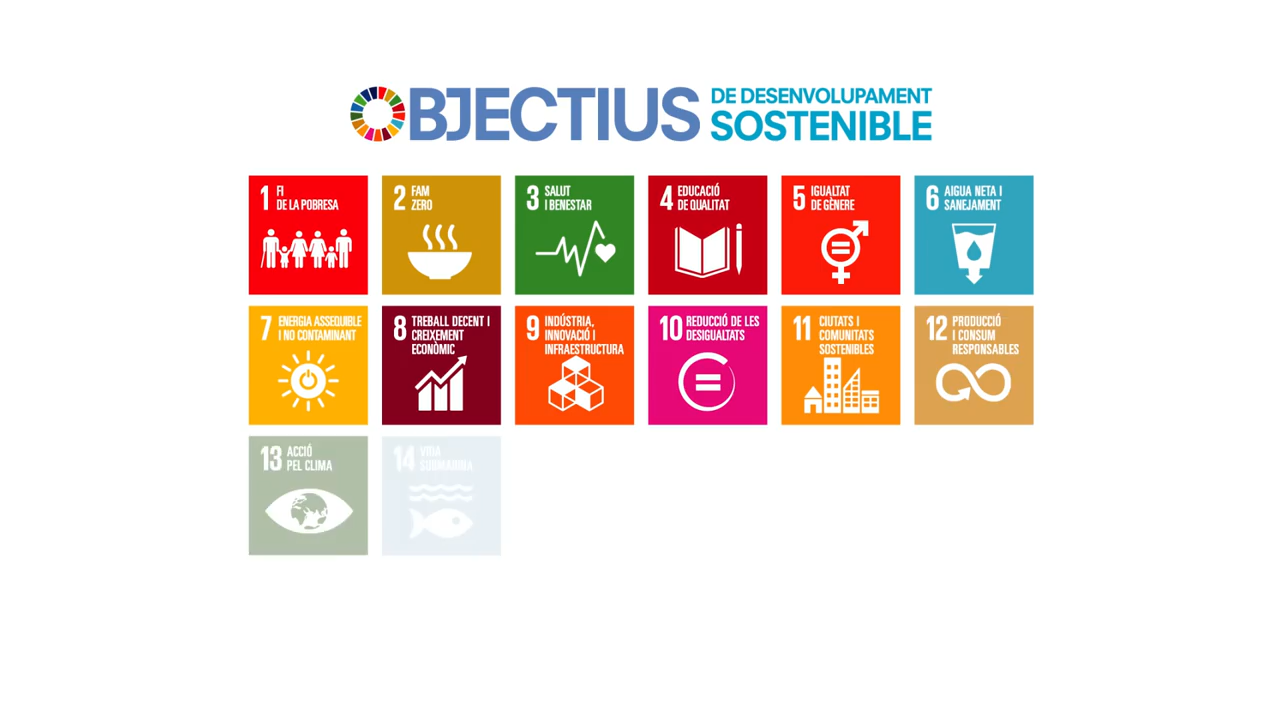 OBJECTIUS
DE DESENVOLUPAMENT
SOSTENIBLE
1 FI
DE LA POBRESA
2 FAM
ZERO
3 SALUT
I BENESTAR
4 EDUCACIÓ
DE QUALITAT
5 IGUALTAT
DE GÈNERE
6 AIGUA NETA I
SANEJAMENT
7 ENERGIA ASSEQUIBLE
I NO CONTAMINANT
8 TREBALL DECENT I
CREIXEMENT
ECONÒMIC
9 INDÚSTRIA,
INNOVACIÓ I
INFRAESTRUCTURA
10 REDUCCIÓ DE LES
DESIGUALTATS
11 CIUTATS I
COMUNITATS
SOSTENIBLES
12 PRODUCCIÓ
I CONSUM
RESPONSABLES
13 ACCIÓ
PEL CLIMA
14 VIDA
SUBMARINA